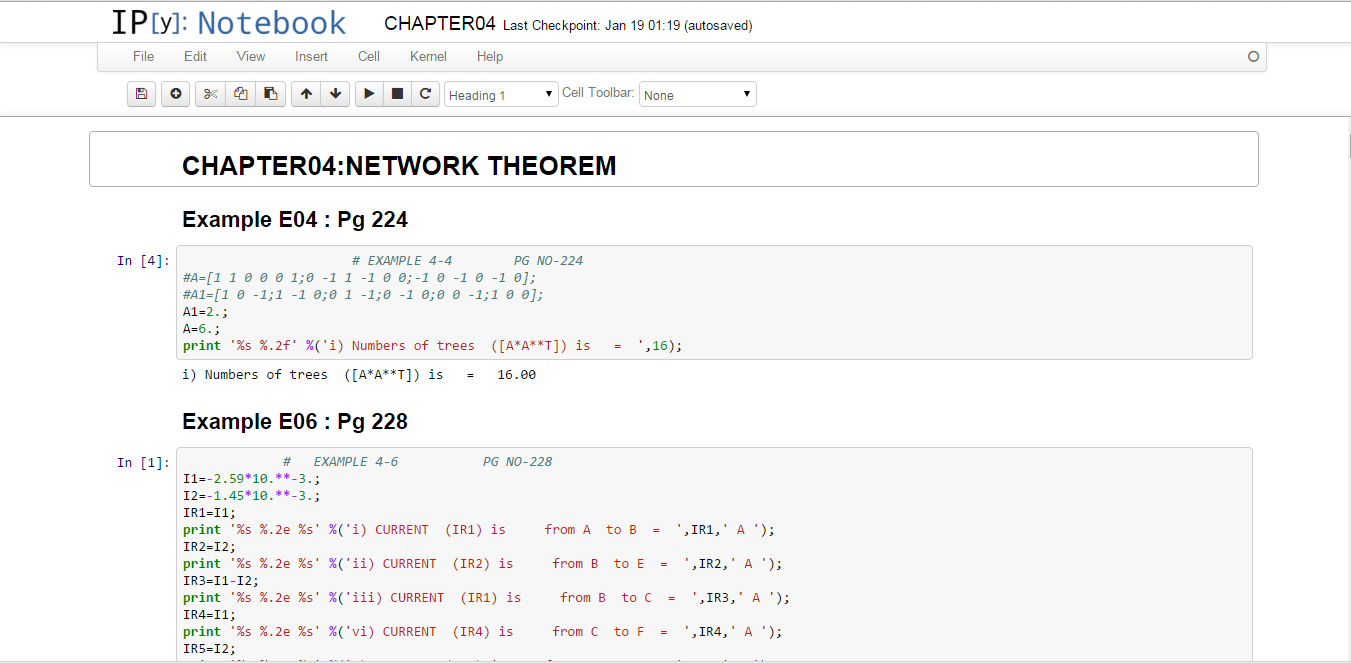 IP[y]: Notebook CHAPTER04 Last Checkpoint: Jan 19 01:19 (autosaved)
File Edit View Insert Cell Kernel Help
Heading 1 Cell Toolbar: None
CHAPTER04:NETWORK THEOREM
Example E04 : Pg 224
In [4]: # EXAMPLE 4-4 PG NO-224
#A=[1 1 0 0 0 1;0 -1 1 -1 0 0;-1 0 -1 0 -1 0];
#A1=[1 0 -1;1 -1 0;0 1 -1;0 -1 0;0 0 -1;1 0 0];
A1=2.;
A=6.;
print '%s %.2f' %('i) Numbers of trees ([A*A**T]) is = ',16);
i) Numbers of trees ([A*A**T]) is = 16.00
Example E06 : Pg 228
In [1]: # EXAMPLE 4-6 PG NO-228
I1=-2.59*10.**-3.;
I2=-1.45*10.**-3.;
IR1=I1;
print '%s %.2e %s' %('i) CURRENT (IR1) is from A to B = ',IR1,' A ');
IR2=I2;
print '%s %.2e %s' %('ii) CURRENT (IR2) is from B to E = ',IR2,' A ');
IR3=I1-I2;
print '%s %.2e %s' %('iii) CURRENT (IR1) is from B to C = ',IR3,' A ');
IR4=I1;
print '%s %.2e %s' %('vi) CURRENT (IR4) is from C to F = ',IR4,' A ');
IR5=I2;